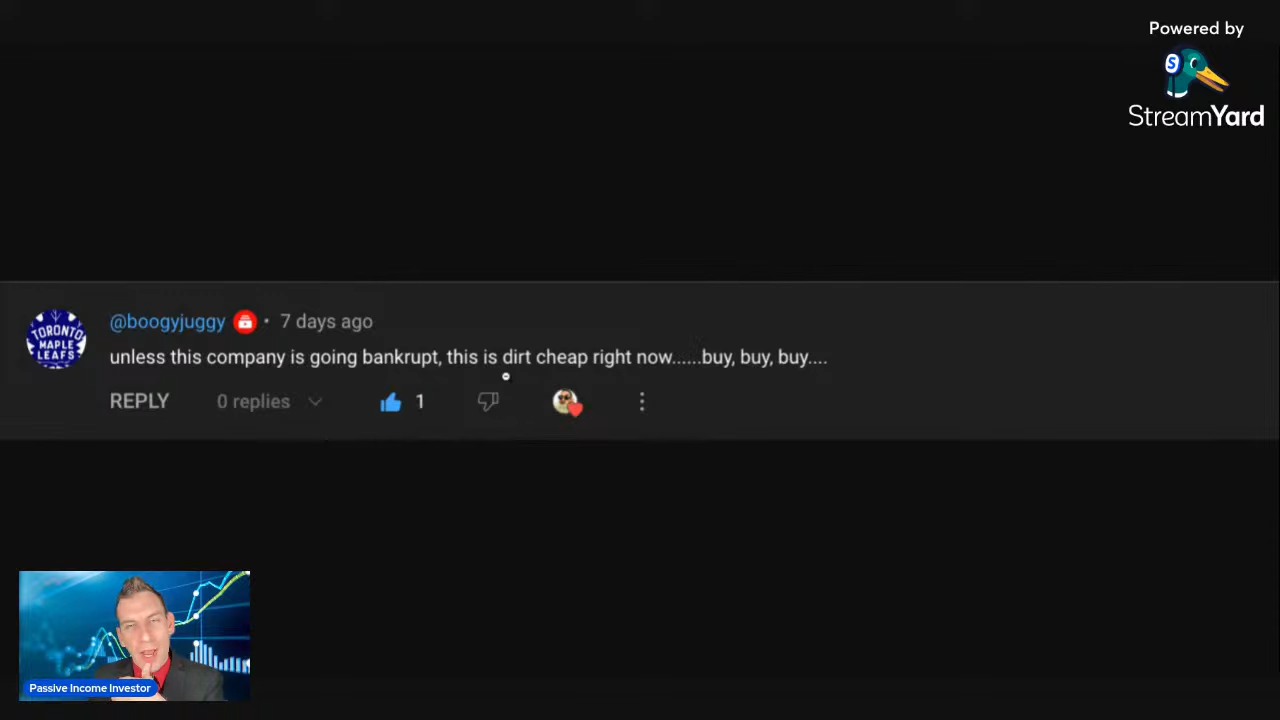 Powered by
S
StreamYard
TORONTO
MAPLE
LEAFS
@boogyjuggy • 7 days ago
unless this company is going bankrupt, this is dirt cheap right now......buy, buy, buy....
REPLY 0 replies 1
Passive Income Investor